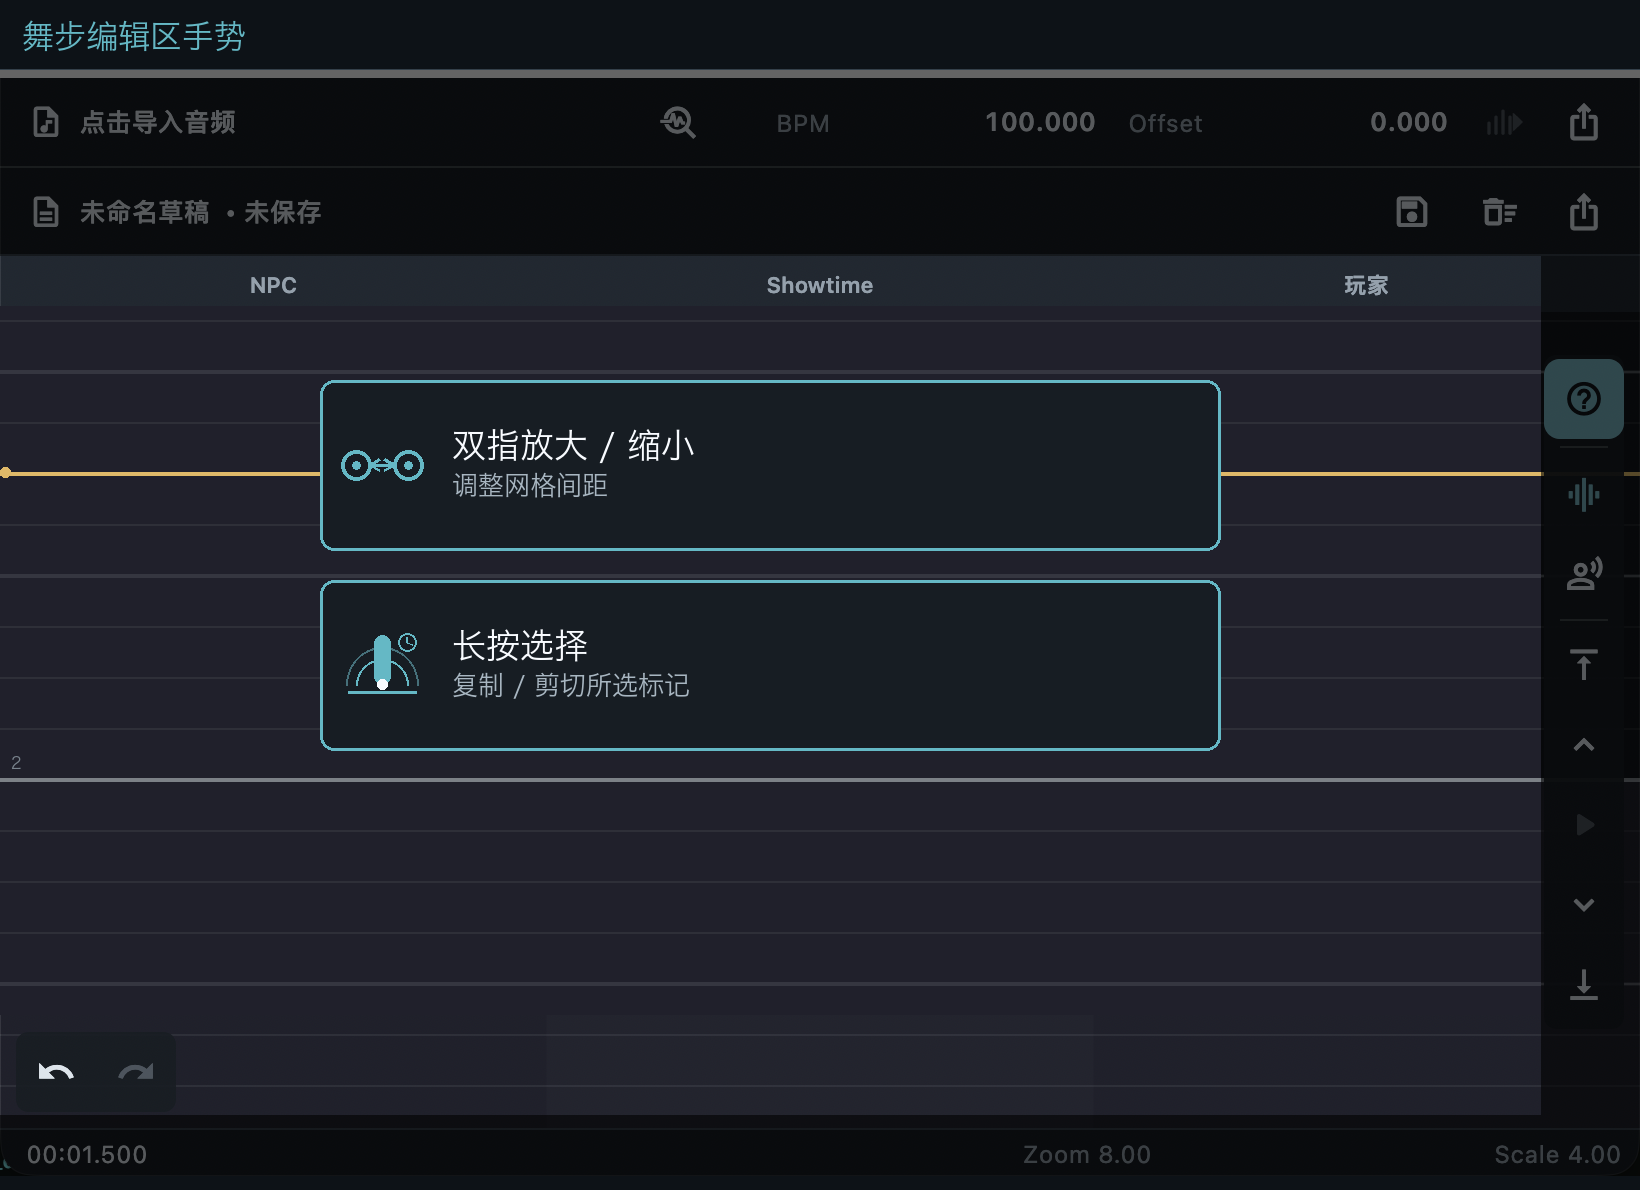 舞步编辑区手势
点击导入音频 BPM 100.000 Offset 0.000
未命名草稿 • 未保存
NPC Showtime 玩家
双指放大 / 缩小
调整网格间距
长按选择
复制 / 剪切所选标记
2
00:01.500 Zoom 8.00 Scale 4.00